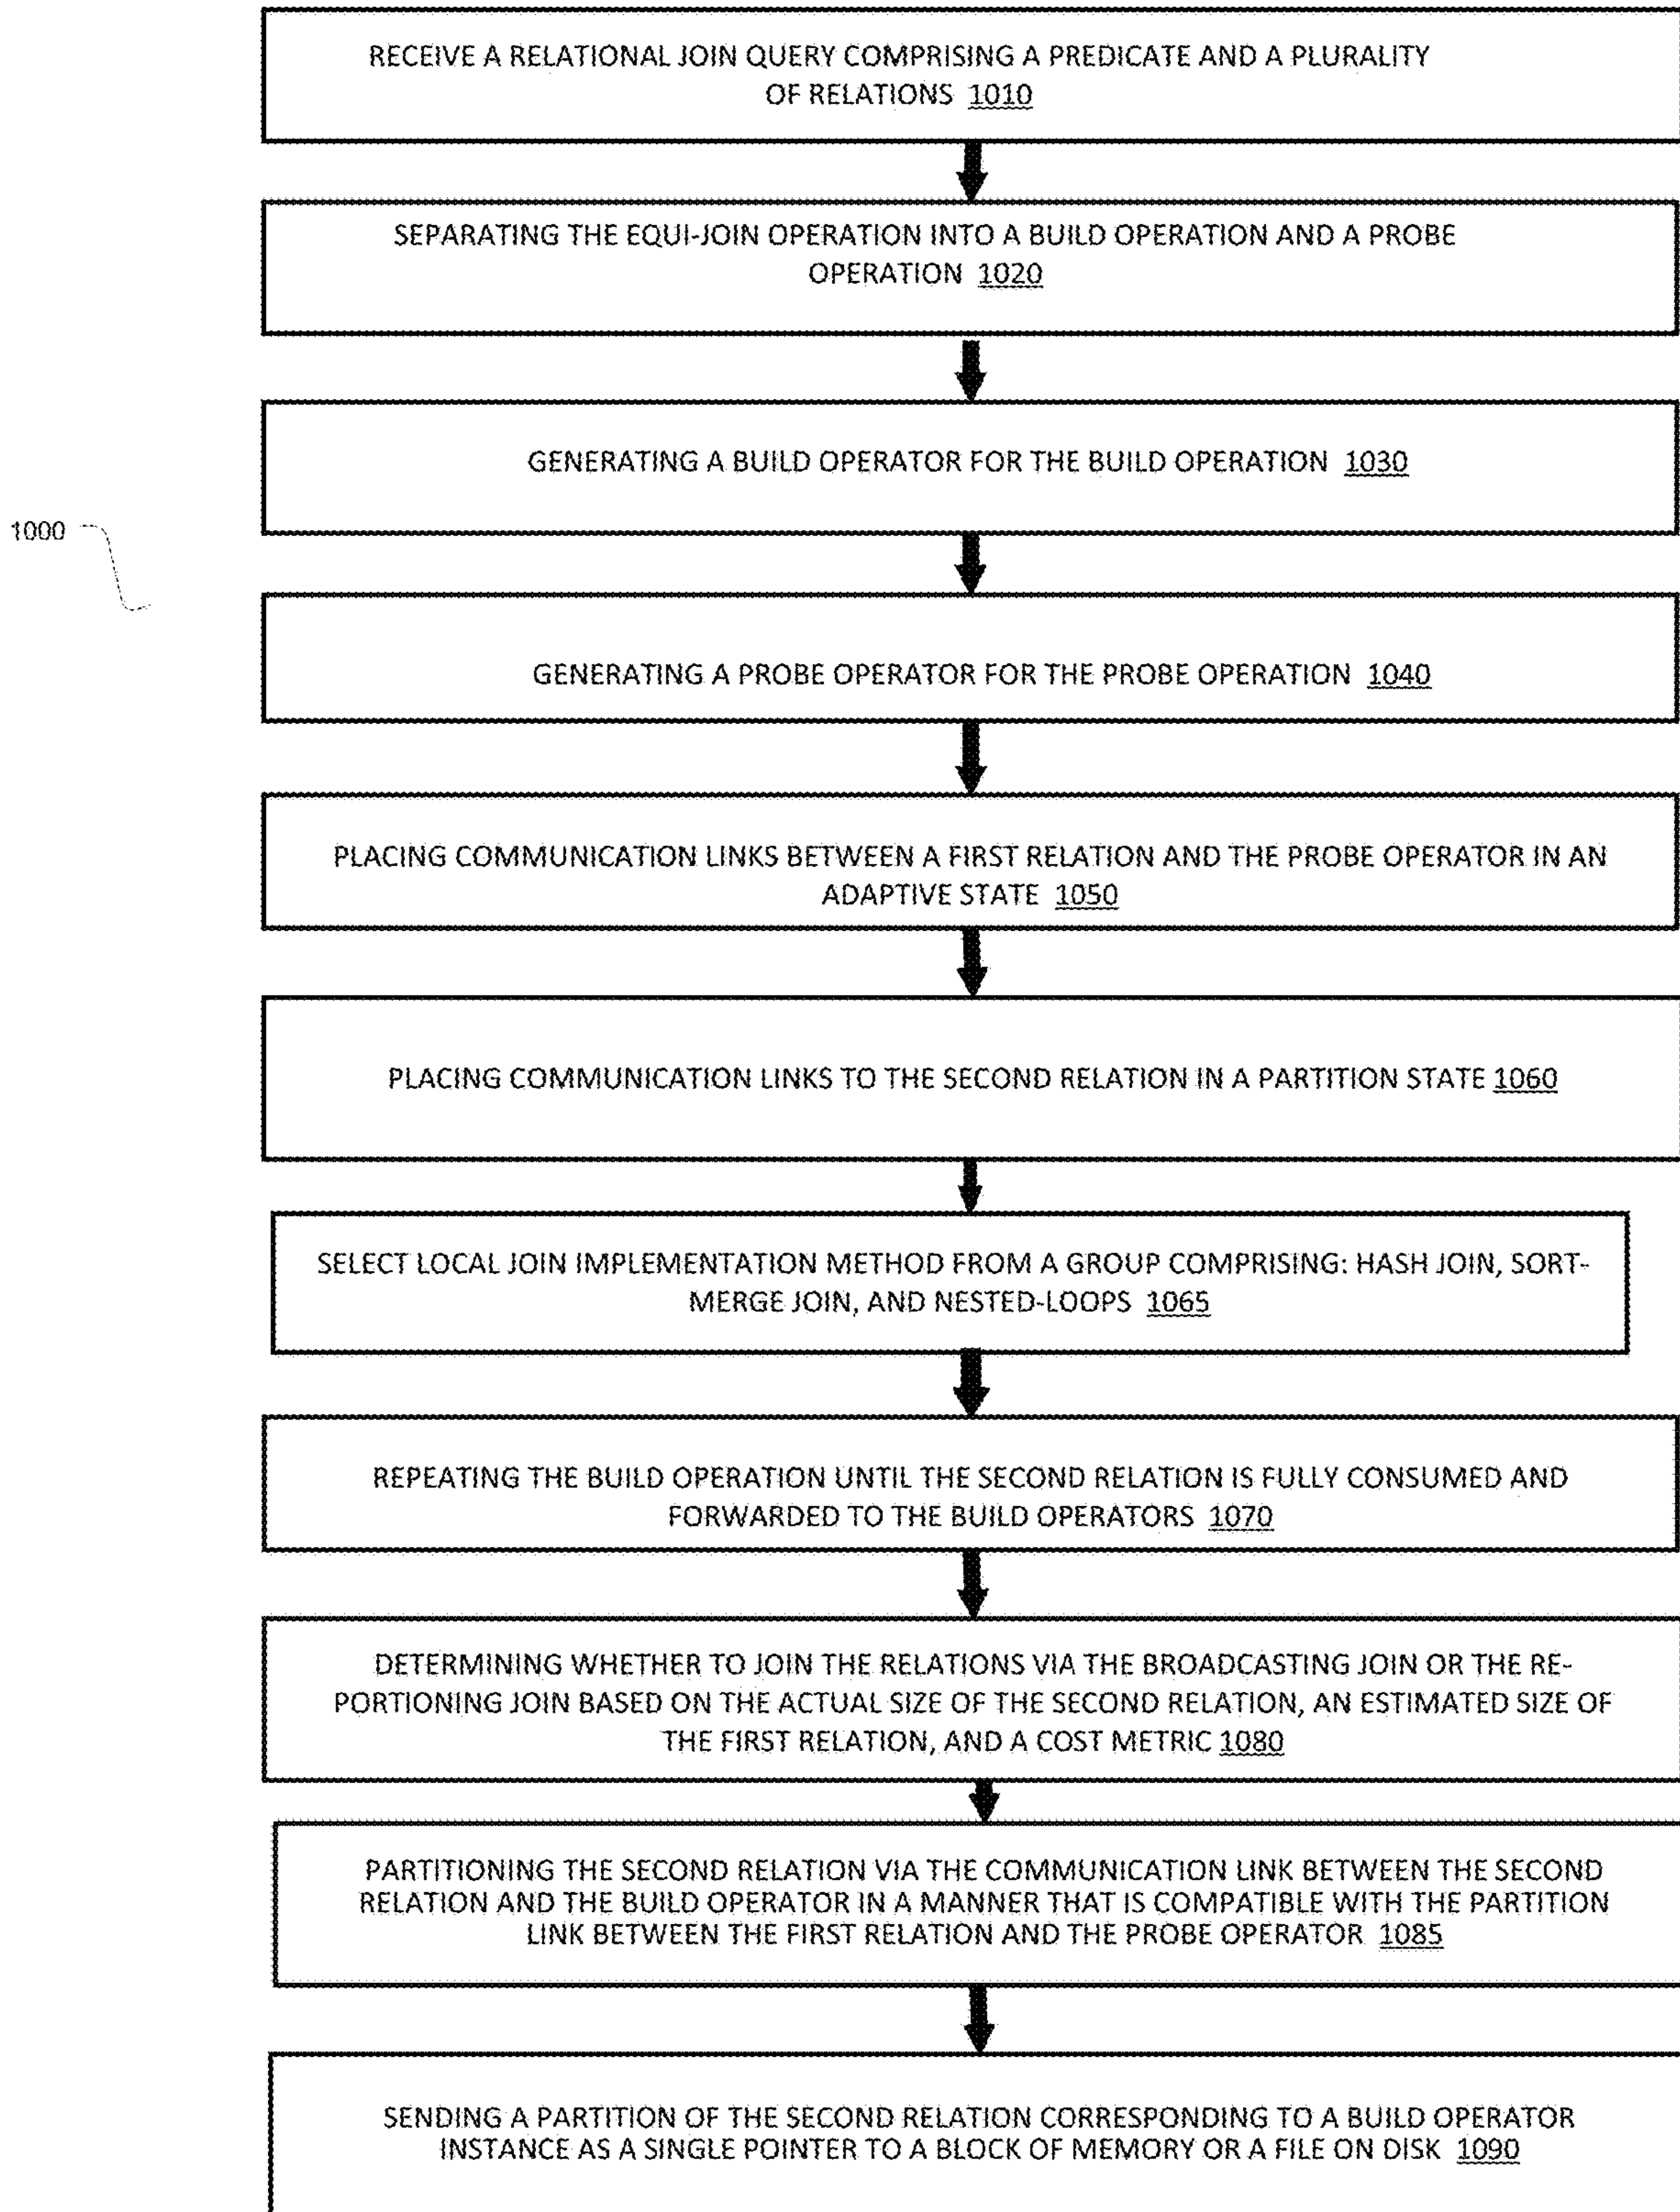 RECEIVE A RELATIONAL JOIN QUERY COMPRISING A PREDICATE AND A PLURALITY
OF RELATIONS 1010
SEPARATING THE EQUI-JOIN OPERATION INTO A BUILD OPERATION AND A PROBE
OPERATION 1020
GENERATING A BUILD OPERATOR FOR THE BUILD OPERATION 1030
1000
GENERATING A PROBE OPERATOR FOR THE PROBE OPERATION 1040
PLACING COMMUNICATION LINKS BETWEEN A FIRST RELATION AND THE PROBE OPERATOR IN AN
ADAPTIVE STATE 1050
PLACING COMMUNICATION LINKS TO THE SECOND RELATION IN A PARTITION STATE 1060
SELECT LOCAL JOIN IMPLEMENTATION METHOD FROM A GROUP COMPRISING: HASH JOIN, SORT-
MERGE JOIN, AND NESTED-LOOPS 1065
REPEATING THE BUILD OPERATION UNTIL THE SECOND RELATION IS FULLY CONSUMED AND
FORWARDED TO THE BUILD OPERATORS 1070
DETERMINING WHETHER TO JOIN THE RELATIONS VIA THE BROADCASTING JOIN OR THE RE-
PORTIONING JOIN BASED ON THE ACTUAL SIZE OF THE SECOND RELATION, AN ESTIMATED SIZE OF
THE FIRST RELATION, AND A COST METRIC 1080
PARTITIONING THE SECOND RELATION VIA THE COMMUNICATION LINK BETWEEN THE SECOND
RELATION AND THE BUILD OPERATOR IN A MANNER THAT IS COMPATIBLE WITH THE PARTITION
LINK BETWEEN THE FIRST RELATION AND THE PROBE OPERATOR 1085
SENDING A PARTITION OF THE SECOND RELATION CORRESPONDING TO A BUILD OPERATOR
INSTANCE AS A SINGLE POINTER TO A BLOCK OF MEMORY OR A FILE ON DISK 1090